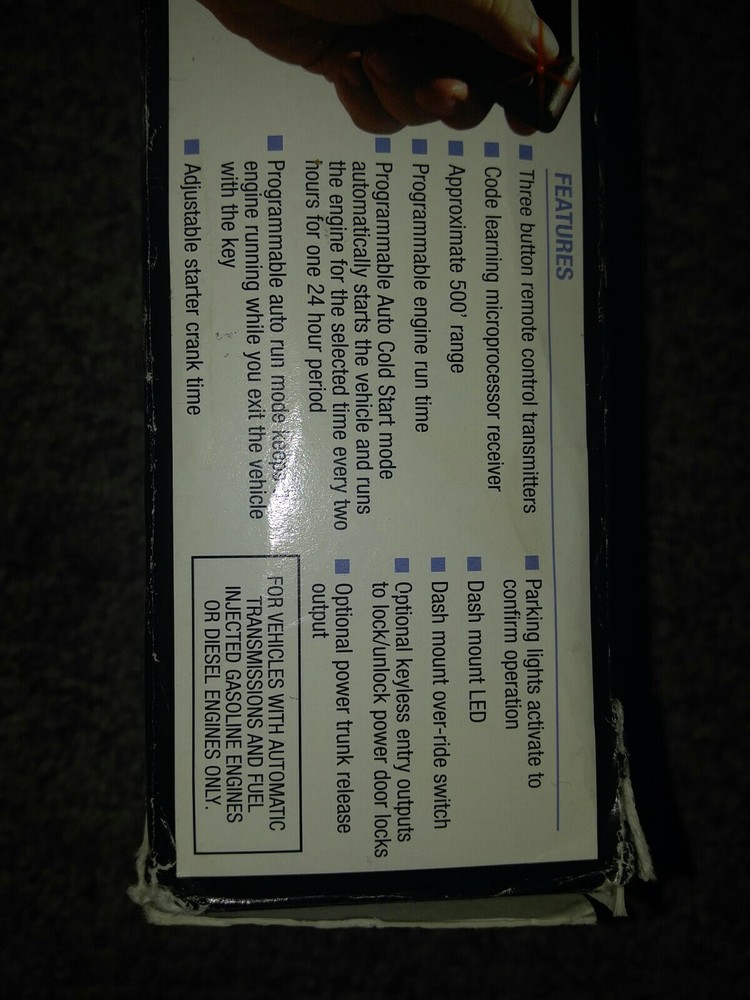 FEATURES
Three button remote control transmitters
Code learning microprocessor receiver
Approximate 500' range
Programmable engine run time
Programmable Auto Cold Start mode
automatically starts the vehicle and runs
the engine for the selected time every two
hours for one 24 hour period
Programmable auto run mode keeps
engine running while you exit the vehicle
with the key
Adjustable starter crank time
Parking lights activate to
confirm operation
Dash mount LED
Dash mount over-ride switch
Optional keyless entry outputs
to lock/unlock power door locks
Optional power trunk release
output
FOR VEHICLES WITH AUTOMATIC
TRANSMISSIONS AND FUEL
INJECTED GASOLINE ENGINES
OR DIESEL ENGINES ONLY.